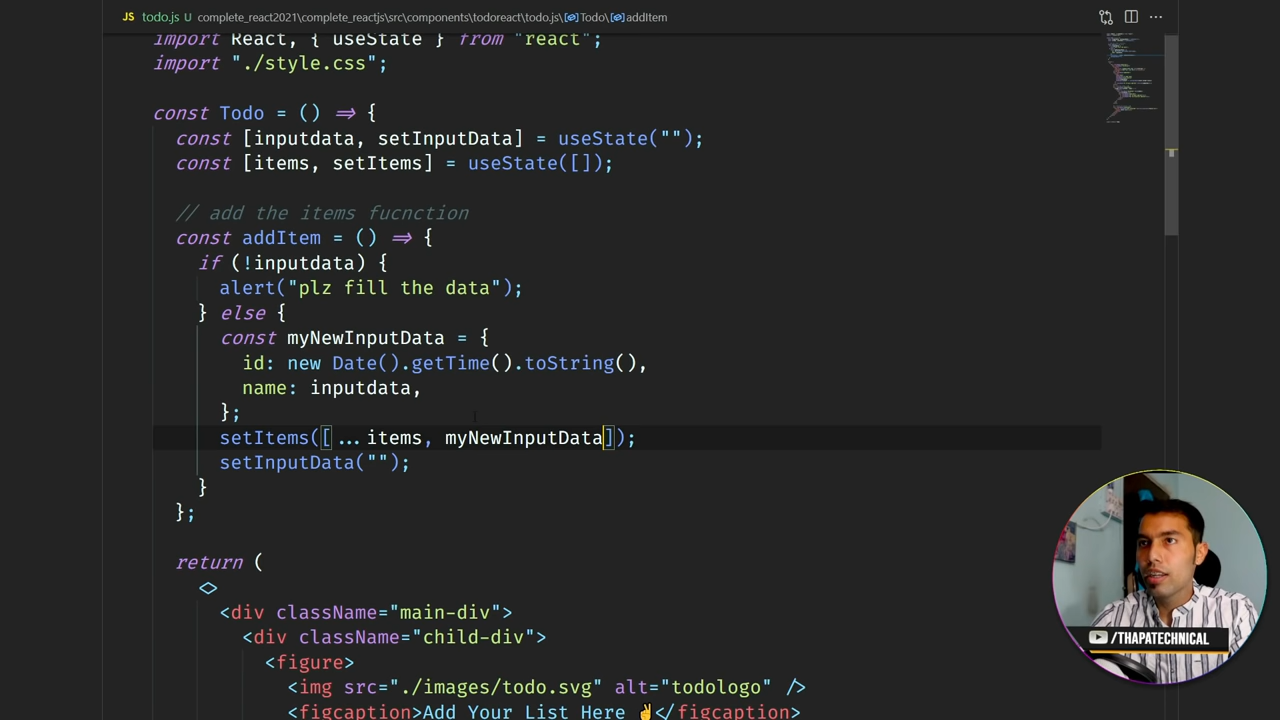 JS todo.js U complete_react2021\complete_reactjs\src\components\todoreact\todo.js\Todo\addItem ...
import React, { useState } from "react";
import "./style.css";
const Todo = () => {
const [inputdata, setInputData] = useState("");
const [items, setItems] = useState([]);
// add the items fucnction
const addItem = () => {
if (!inputdata) {
alert("plz fill the data");
} else {
const myNewInputData = {
id: new Date().getTime().toString(),
name: inputdata,
};
setItems([...items, myNewInputData]);
setInputData("");
}
};
return (
<>
<div className="main-div">
<div className="child-div">
<figure>
<img src="./images/todo.svg" alt="todologo" />
<figcaption>Add Your List Here ✌</figcaption>
/THAPATECHNICAL